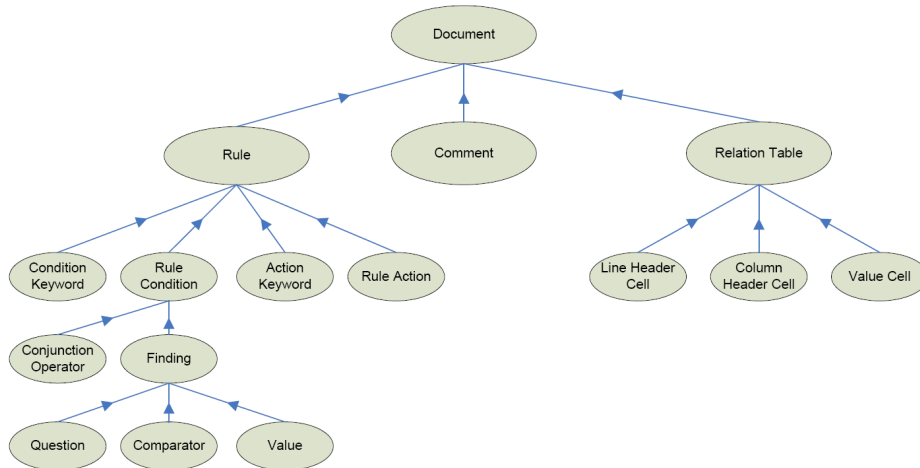 Document
Rule
Comment
Relation Table
Condition
Keyword
Rule
Condition
Action
Keyword
Rule Action
Line Header
Cell
Column
Header Cell
Value Cell
Conjunction
Operator
Finding
Question
Comparator
Value